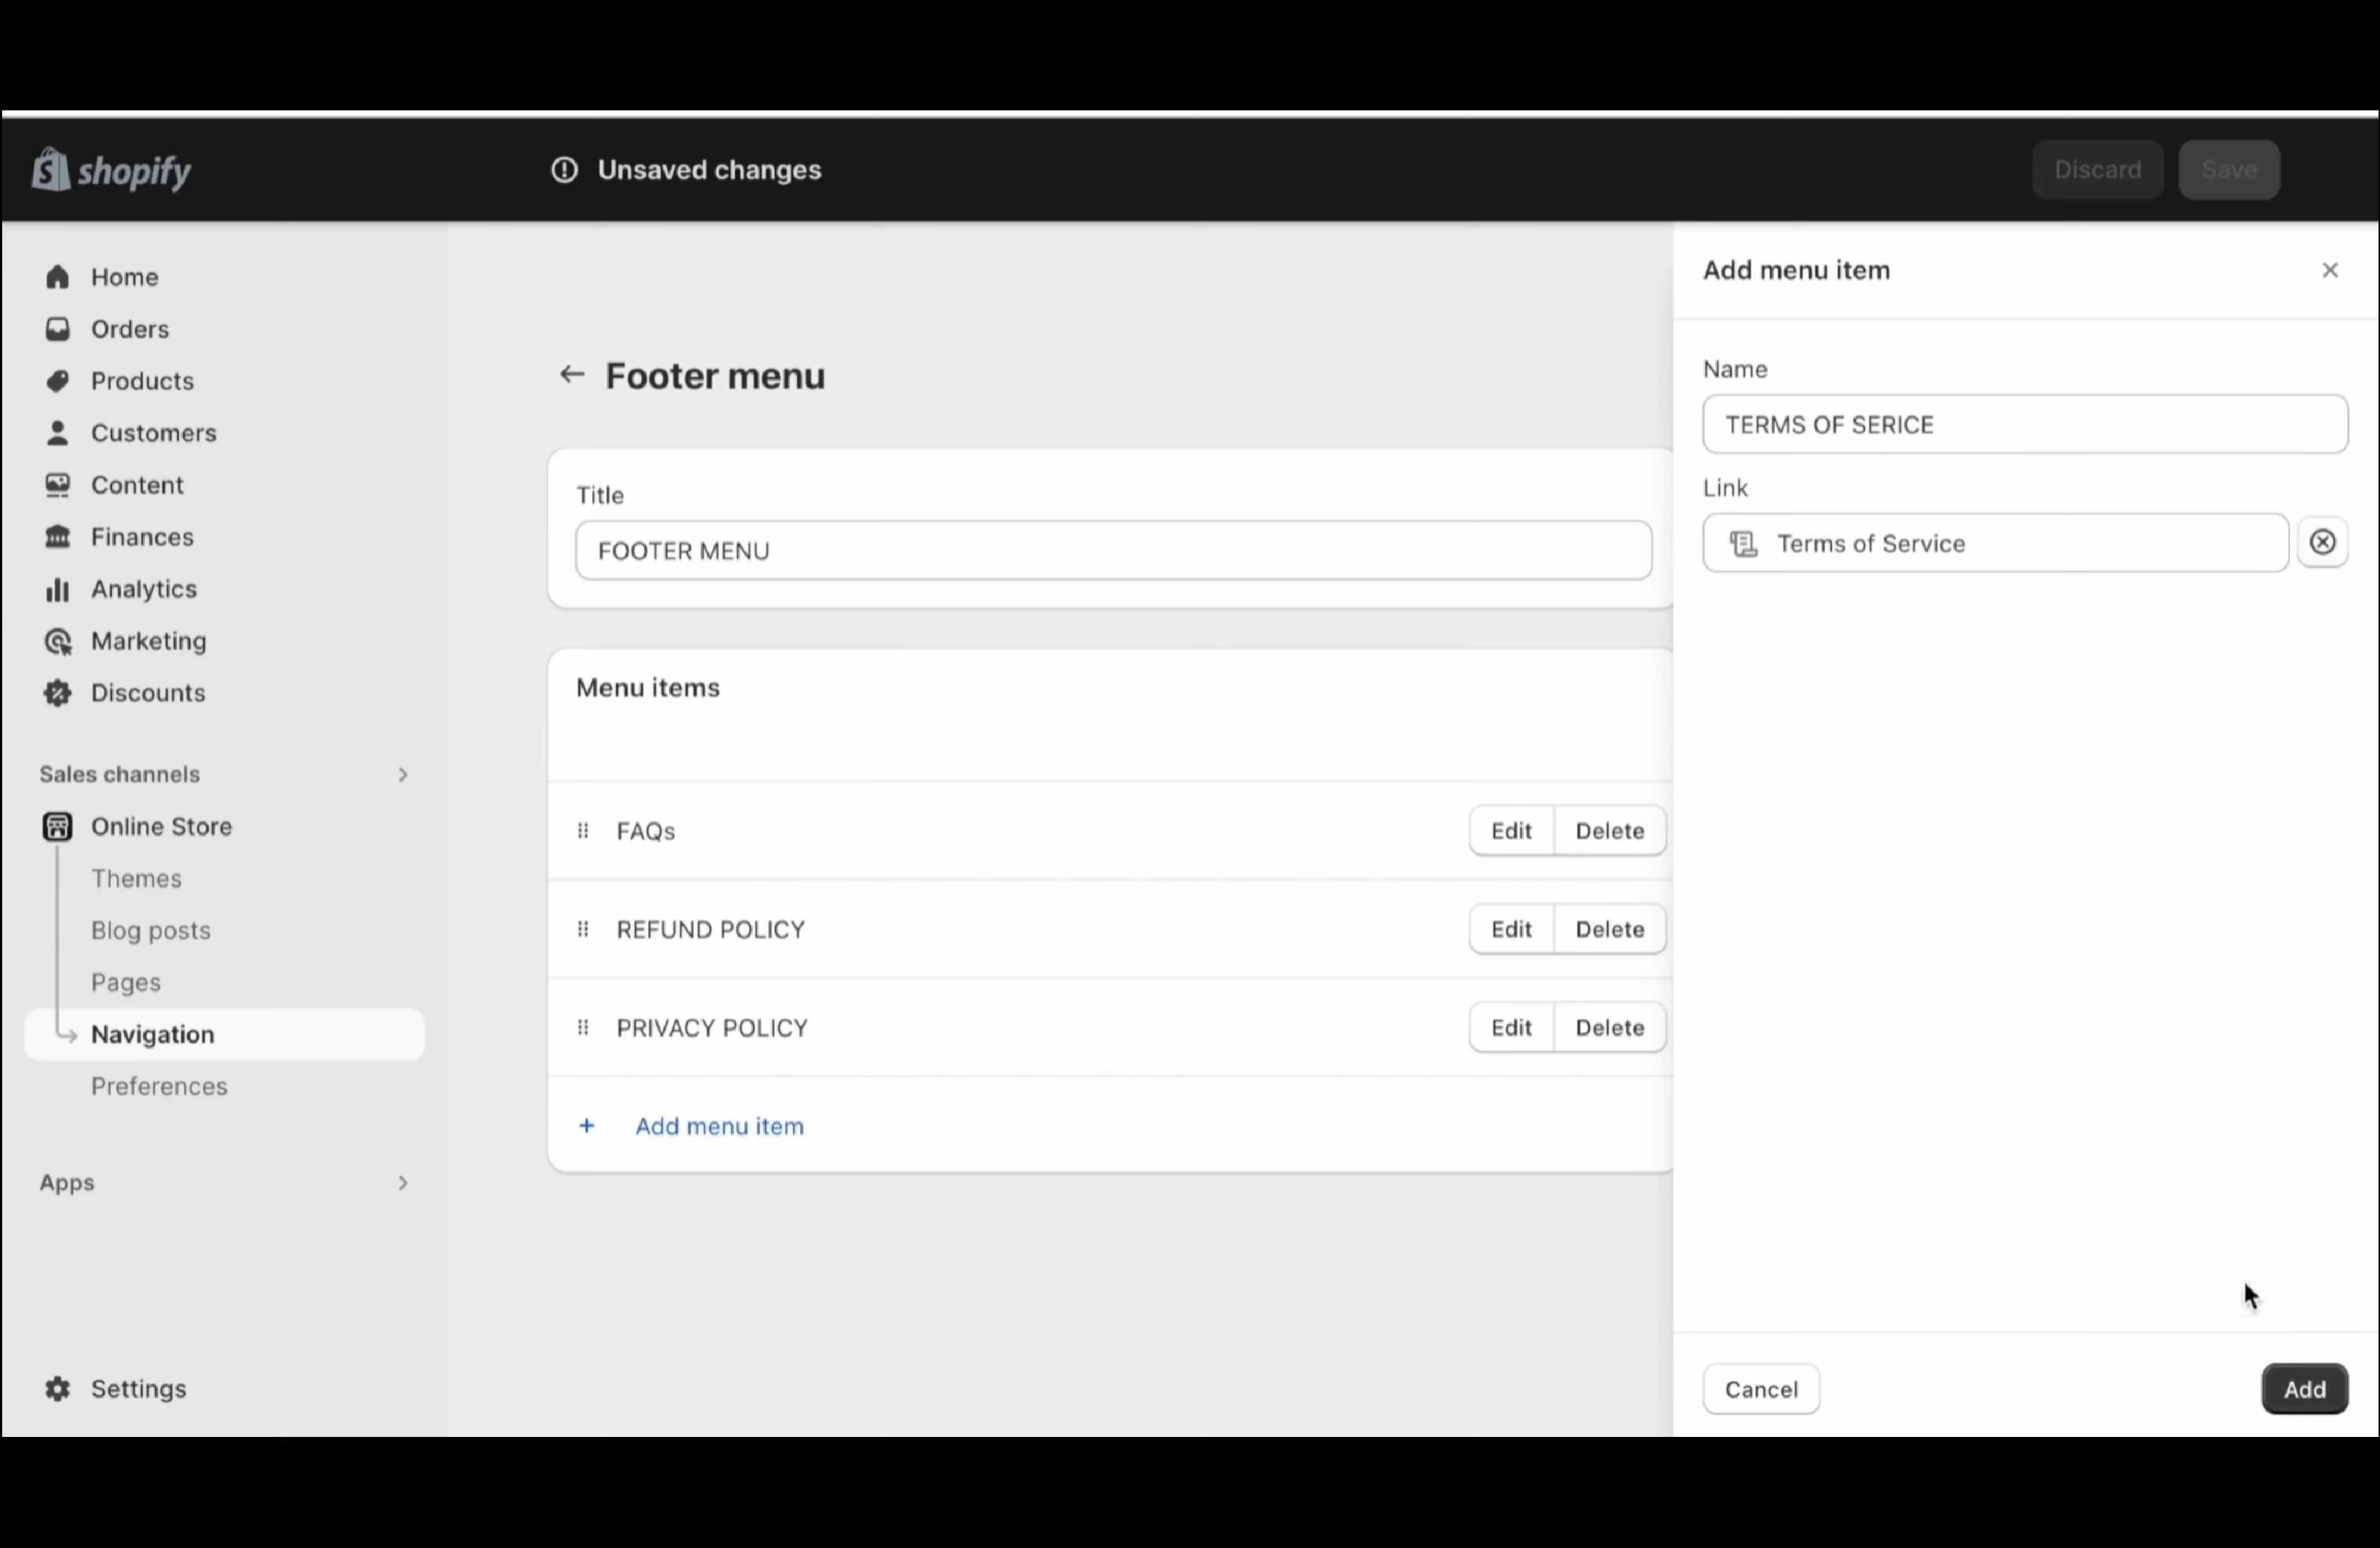 shopify
Unsaved changes
Discard
Save
Home
Orders
Products
Customers
Content
Finances
Analytics
Marketing
Discounts
Sales channels
Online Store
Themes
Blog posts
Pages
Navigation
Preferences
Apps
Settings
Footer menu
Title
FOOTER MENU
Menu items
FAQs Edit Delete
REFUND POLICY Edit Delete
PRIVACY POLICY Edit Delete
+ Add menu item
Add menu item
Name
TERMS OF SERICE
Link
Terms of Service
Cancel
Add